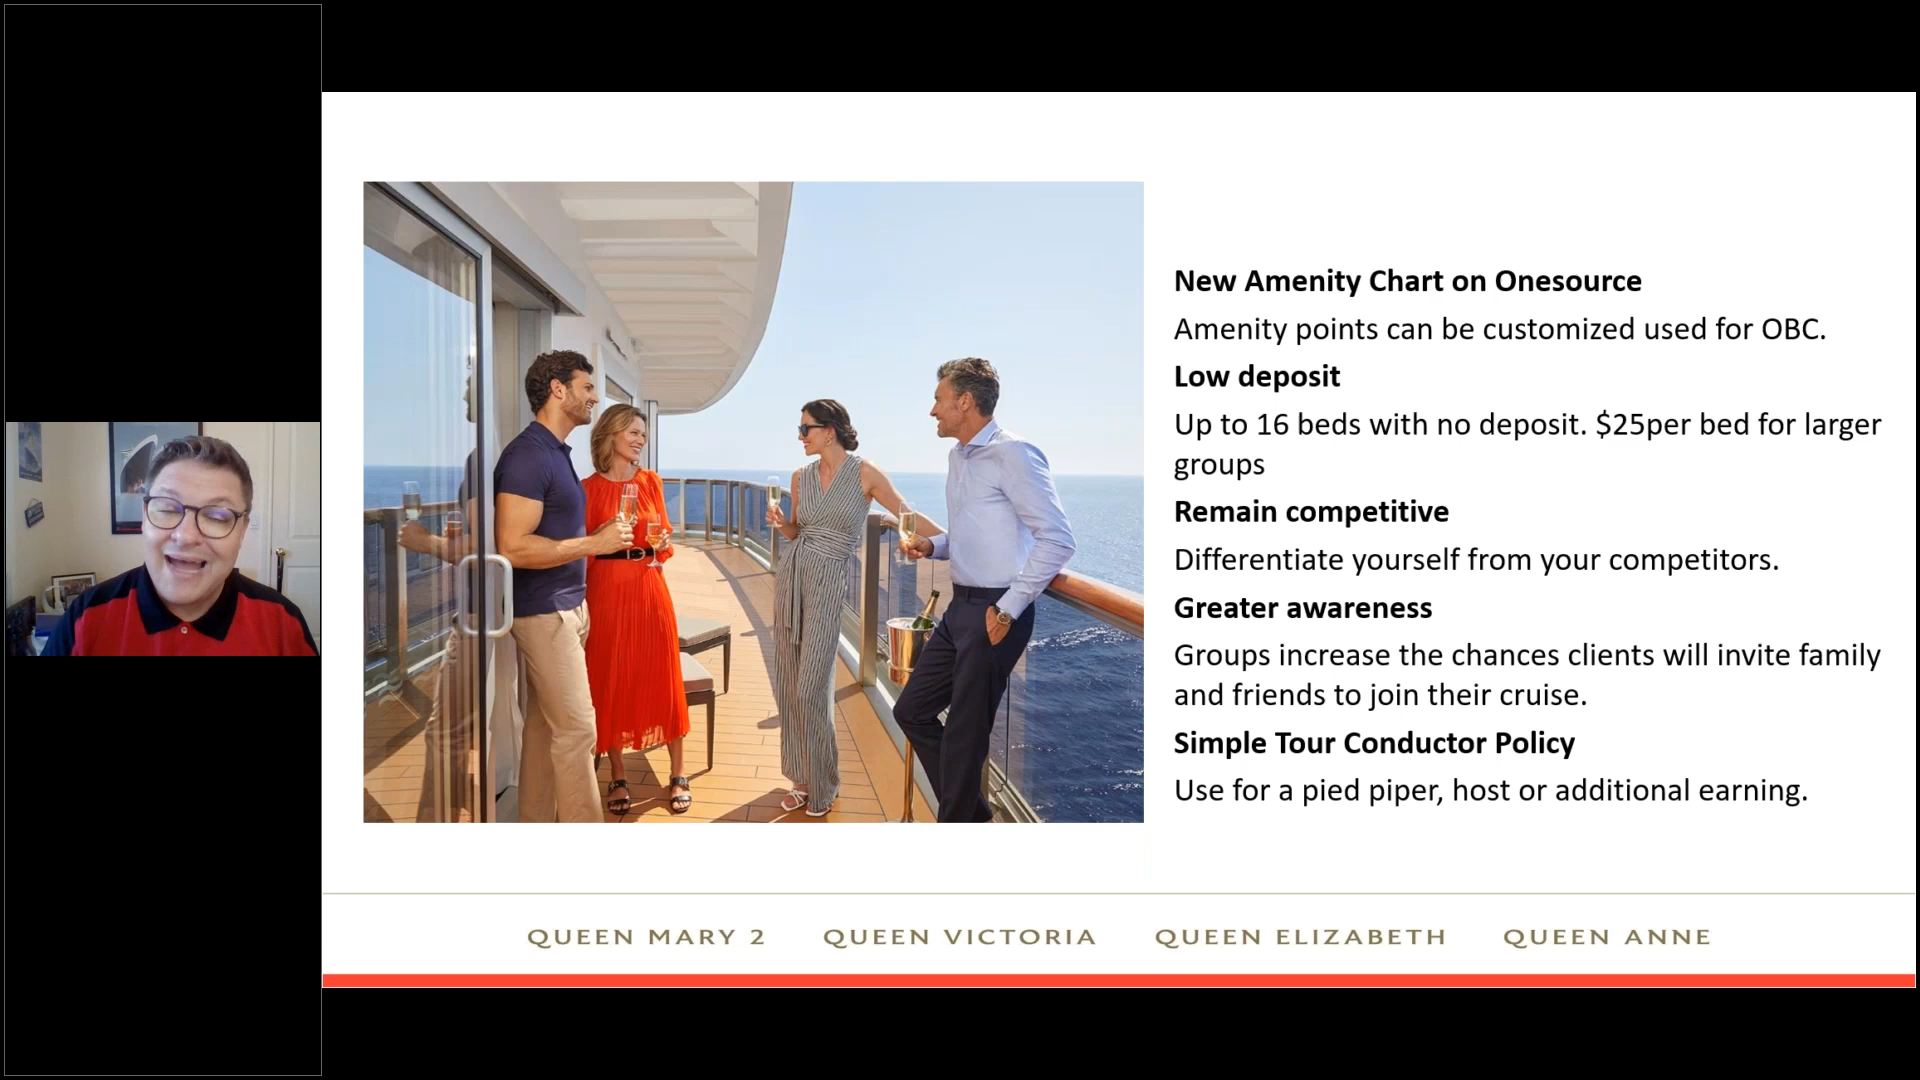 New Amenity Chart on Onesource
Amenity points can be customized used for OBC.
Low deposit
Up to 16 beds with no deposit. $25per bed for larger
groups
Remain competitive
Differentiate yourself from your competitors.
Greater awareness
Groups increase the chances clients will invite family
and friends to join their cruise.
Simple Tour Conductor Policy
Use for a pied piper, host or additional earning.
QUEEN MARY 2 QUEEN VICTORIA QUEEN ELIZABETH QUEEN ANNE